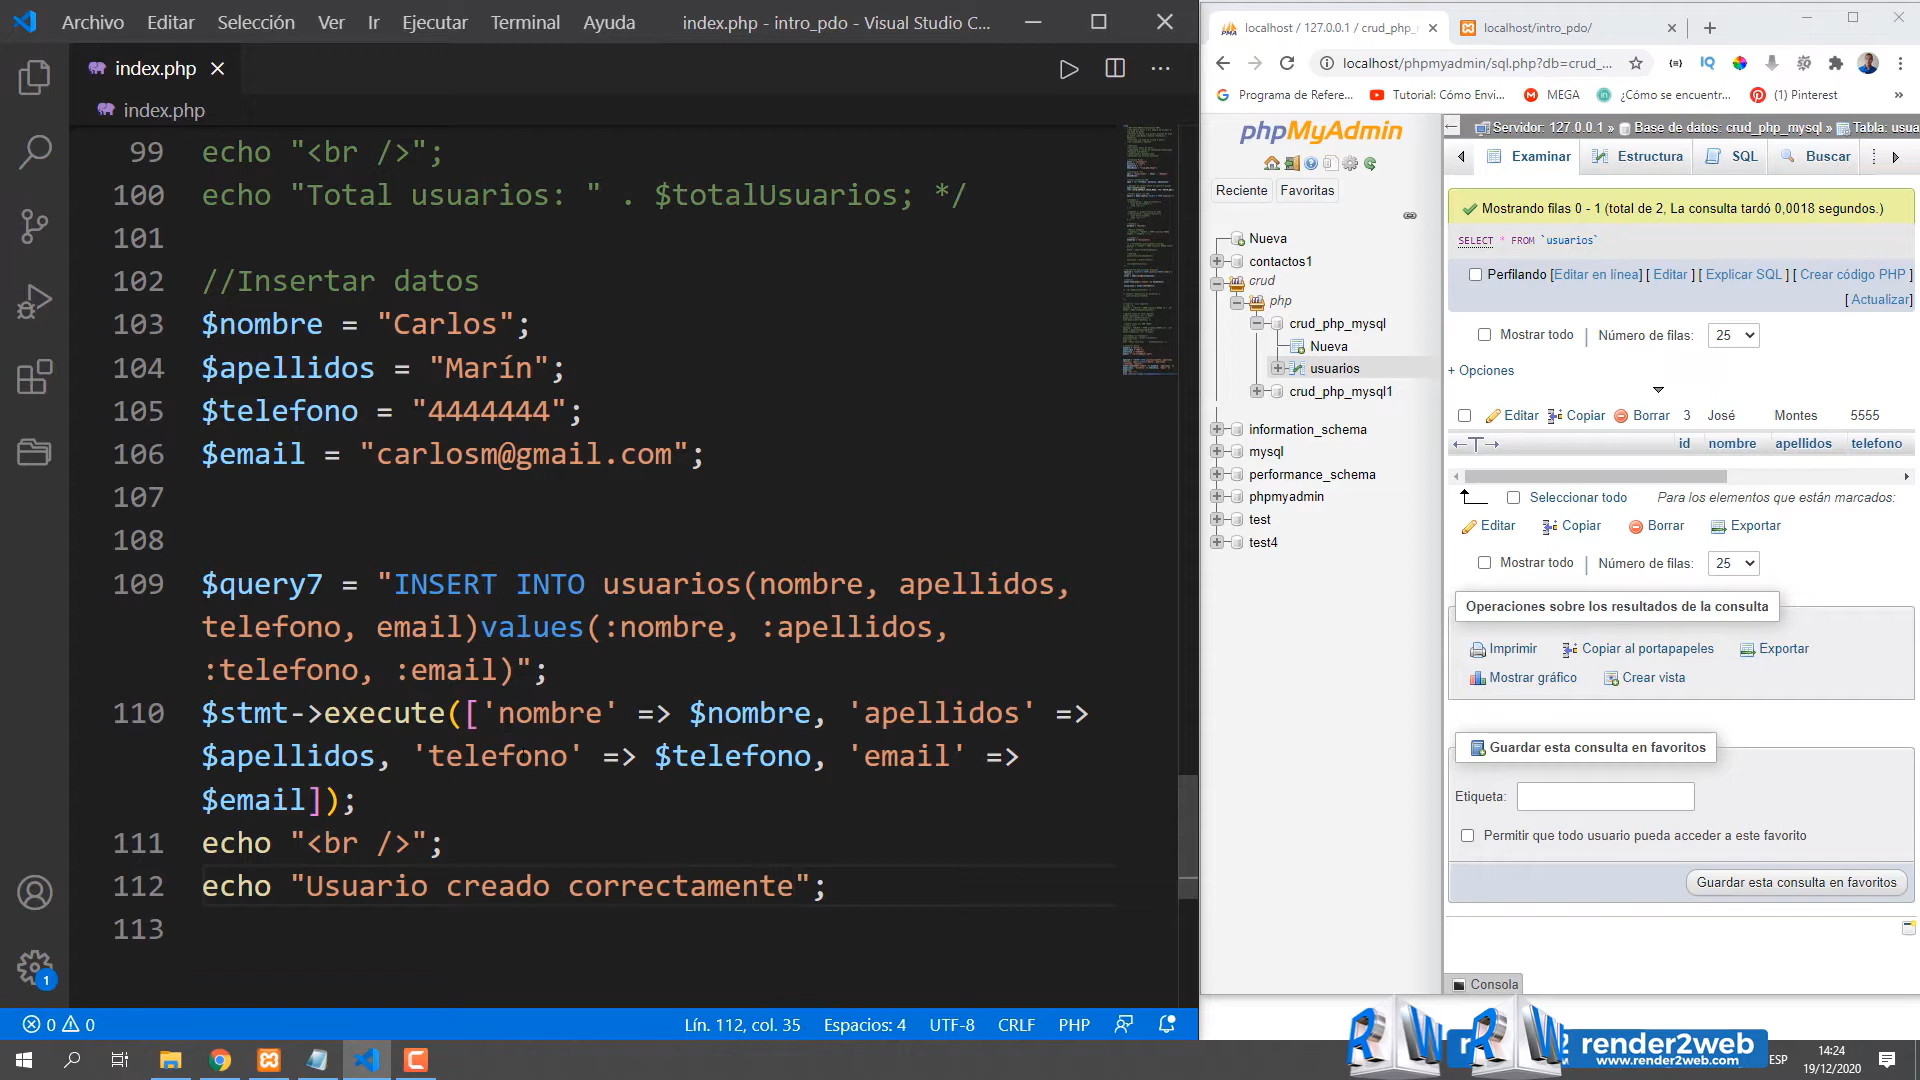 Archivo Editar Selección Ver Ir Ejecutar Terminal Ayuda index.php - intro_pdo - Visual Studio C...
index.php
index.php
99 echo "<br />";
100 echo "Total usuarios: " . $totalUsuarios; */
101
102 //Insertar datos
103 $nombre = "Carlos";
104 $apellidos = "Marín";
105 $telefono = "4444444";
106 $email = "carlosm@gmail.com";
107
108
109 $query7 = "INSERT INTO usuarios(nombre, apellidos,
telefono, email)values(:nombre, :apellidos,
:telefono, :email)";
110 $stmt->execute(['nombre' => $nombre, 'apellidos' =>
$apellidos, 'telefono' => $telefono, 'email' =>
$email]);
111 echo "<br />";
112 echo "Usuario creado correctamente";
113
1
0 0 Lín. 112, col. 35 Espacios: 4 UTF-8 CRLF PHP
localhost / 127.0.0.1 / crud_php_ localhost/intro_pdo/
localhost/phpmyadmin/sql.php?db=crud_...
Programa de Refere... Tutorial: Cómo Envi... MEGA ¿Cómo se encuentr... (1) Pinterest »
phpMyAdmin
Reciente Favoritas
Nueva
contactos1
crud
php
crud_php_mysql
Nueva
usuarios
crud_php_mysql1
information_schema
mysql
performance_schema
phpmyadmin
test
test4
Servidor: 127.0.0.1 » Base de datos: crud_php_mysql » Tabla: usua
Examinar Estructura SQL Buscar
Mostrando filas 0 - 1 (total de 2, La consulta tardó 0,0018 segundos.)
SELECT * FROM `usuarios`
Perfilando [Editar en línea] [ Editar ] [ Explicar SQL ] [ Crear código PHP ]
[ Actualizar]
Mostrar todo Número de filas: 25
+ Opciones
Editar Copiar Borrar 3 José Montes 5555
←T→ id nombre apellidos telefono
Seleccionar todo Para los elementos que están marcados:
Editar Copiar Borrar Exportar
Mostrar todo Número de filas: 25
Operaciones sobre los resultados de la consulta
Imprimir Copiar al portapapeles Exportar
Mostrar gráfico Crear vista
Guardar esta consulta en favoritos
Etiqueta:
Permitir que todo usuario pueda acceder a este favorito
Guardar esta consulta en favoritos
Consola
render2web
www.render2web.com
ESP
14:24
19/12/2020